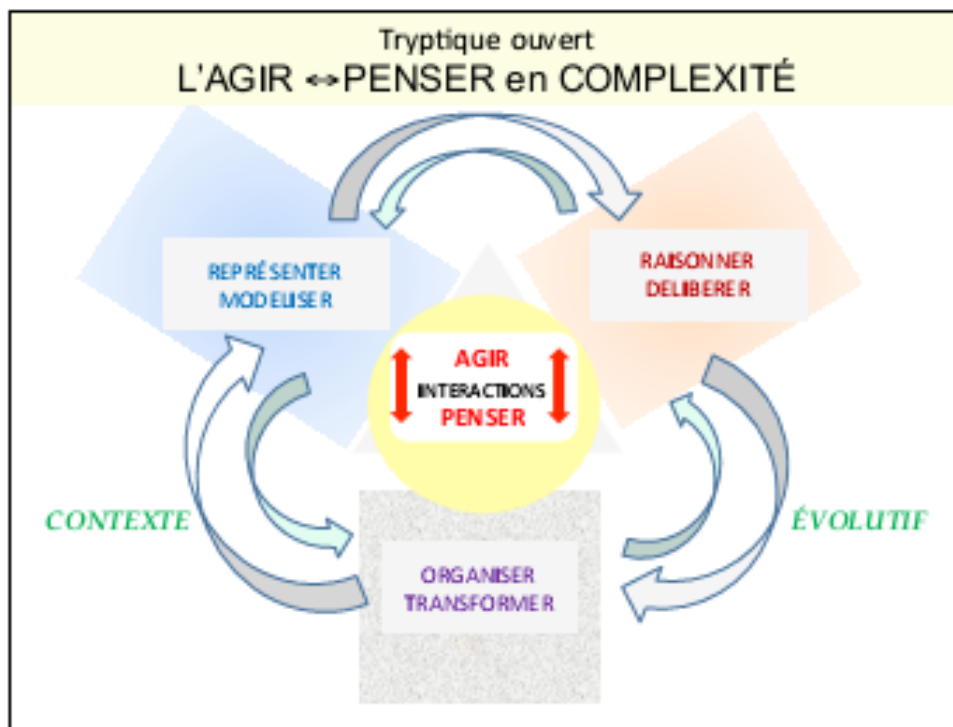 Tryptique ouvert
L’AGIR ↔PENSER en COMPLEXITÉ
REPRÉSENTER
MODELISER
RAISONNER
DELIBERER
AGIR
INTERACTIONS
PENSER
CONTEXTE
ÉVOLUTIF
ORGANISER
TRANSFORMER